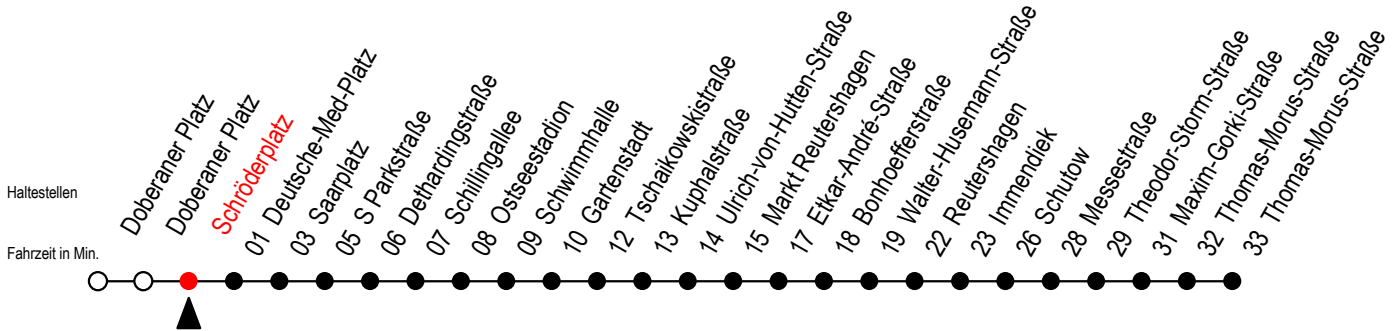 Haltestellen
Fahrzeit in Min.
Doberaner Platz
Doberaner Platz
Schröderplatz
01 Deutsche-Med-Platz
03 Saarplatz
05 S Parkstraße
06 Dethardingstraße
07 Schillingallee
08 Ostseestadion
09 Schwimmhalle
10 Gartenstadt
12 Tschaikowskistraße
13 Kuphalstraße
14 Ulrich-von-Hutten-Straße
15 Markt Reutershagen
17 Etkar-André-Straße
18 Bonhoefferstraße
19 Walter-Husemann-Straße
22 Reutershagen
23 Immendiek
26 Schutow
28 Messestraße
29 Theodor-Storm-Straße
31 Maxim-Gorki-Straße
32 Thomas-Morus-Straße
33 Thomas-Morus-Straße